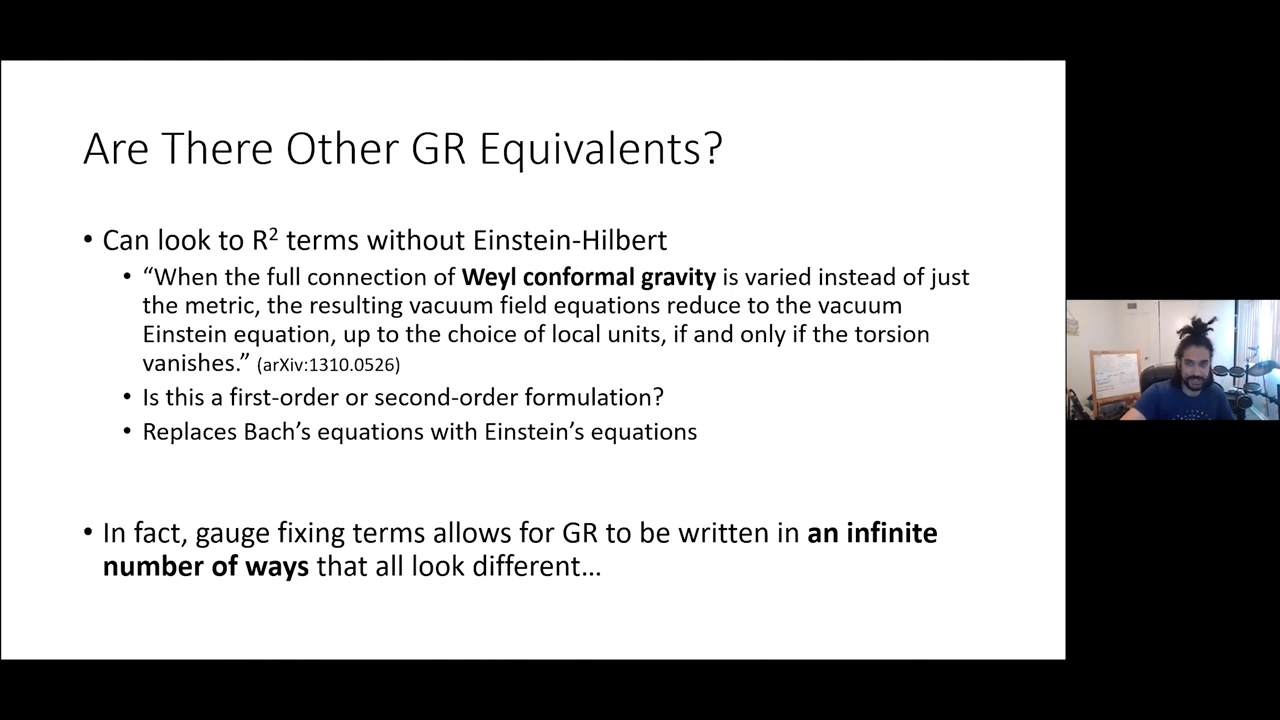 Are There Other GR Equivalents?
• Can look to R² terms without Einstein-Hilbert
• “When the full connection of Weyl conformal gravity is varied instead of just
the metric, the resulting vacuum field equations reduce to the vacuum
Einstein equation, up to the choice of local units, if and only if the torsion
vanishes.” (arXiv:1310.0526)
• Is this a first-order or second-order formulation?
• Replaces Bach’s equations with Einstein’s equations
• In fact, gauge fixing terms allows for GR to be written in an infinite
number of ways that all look different…